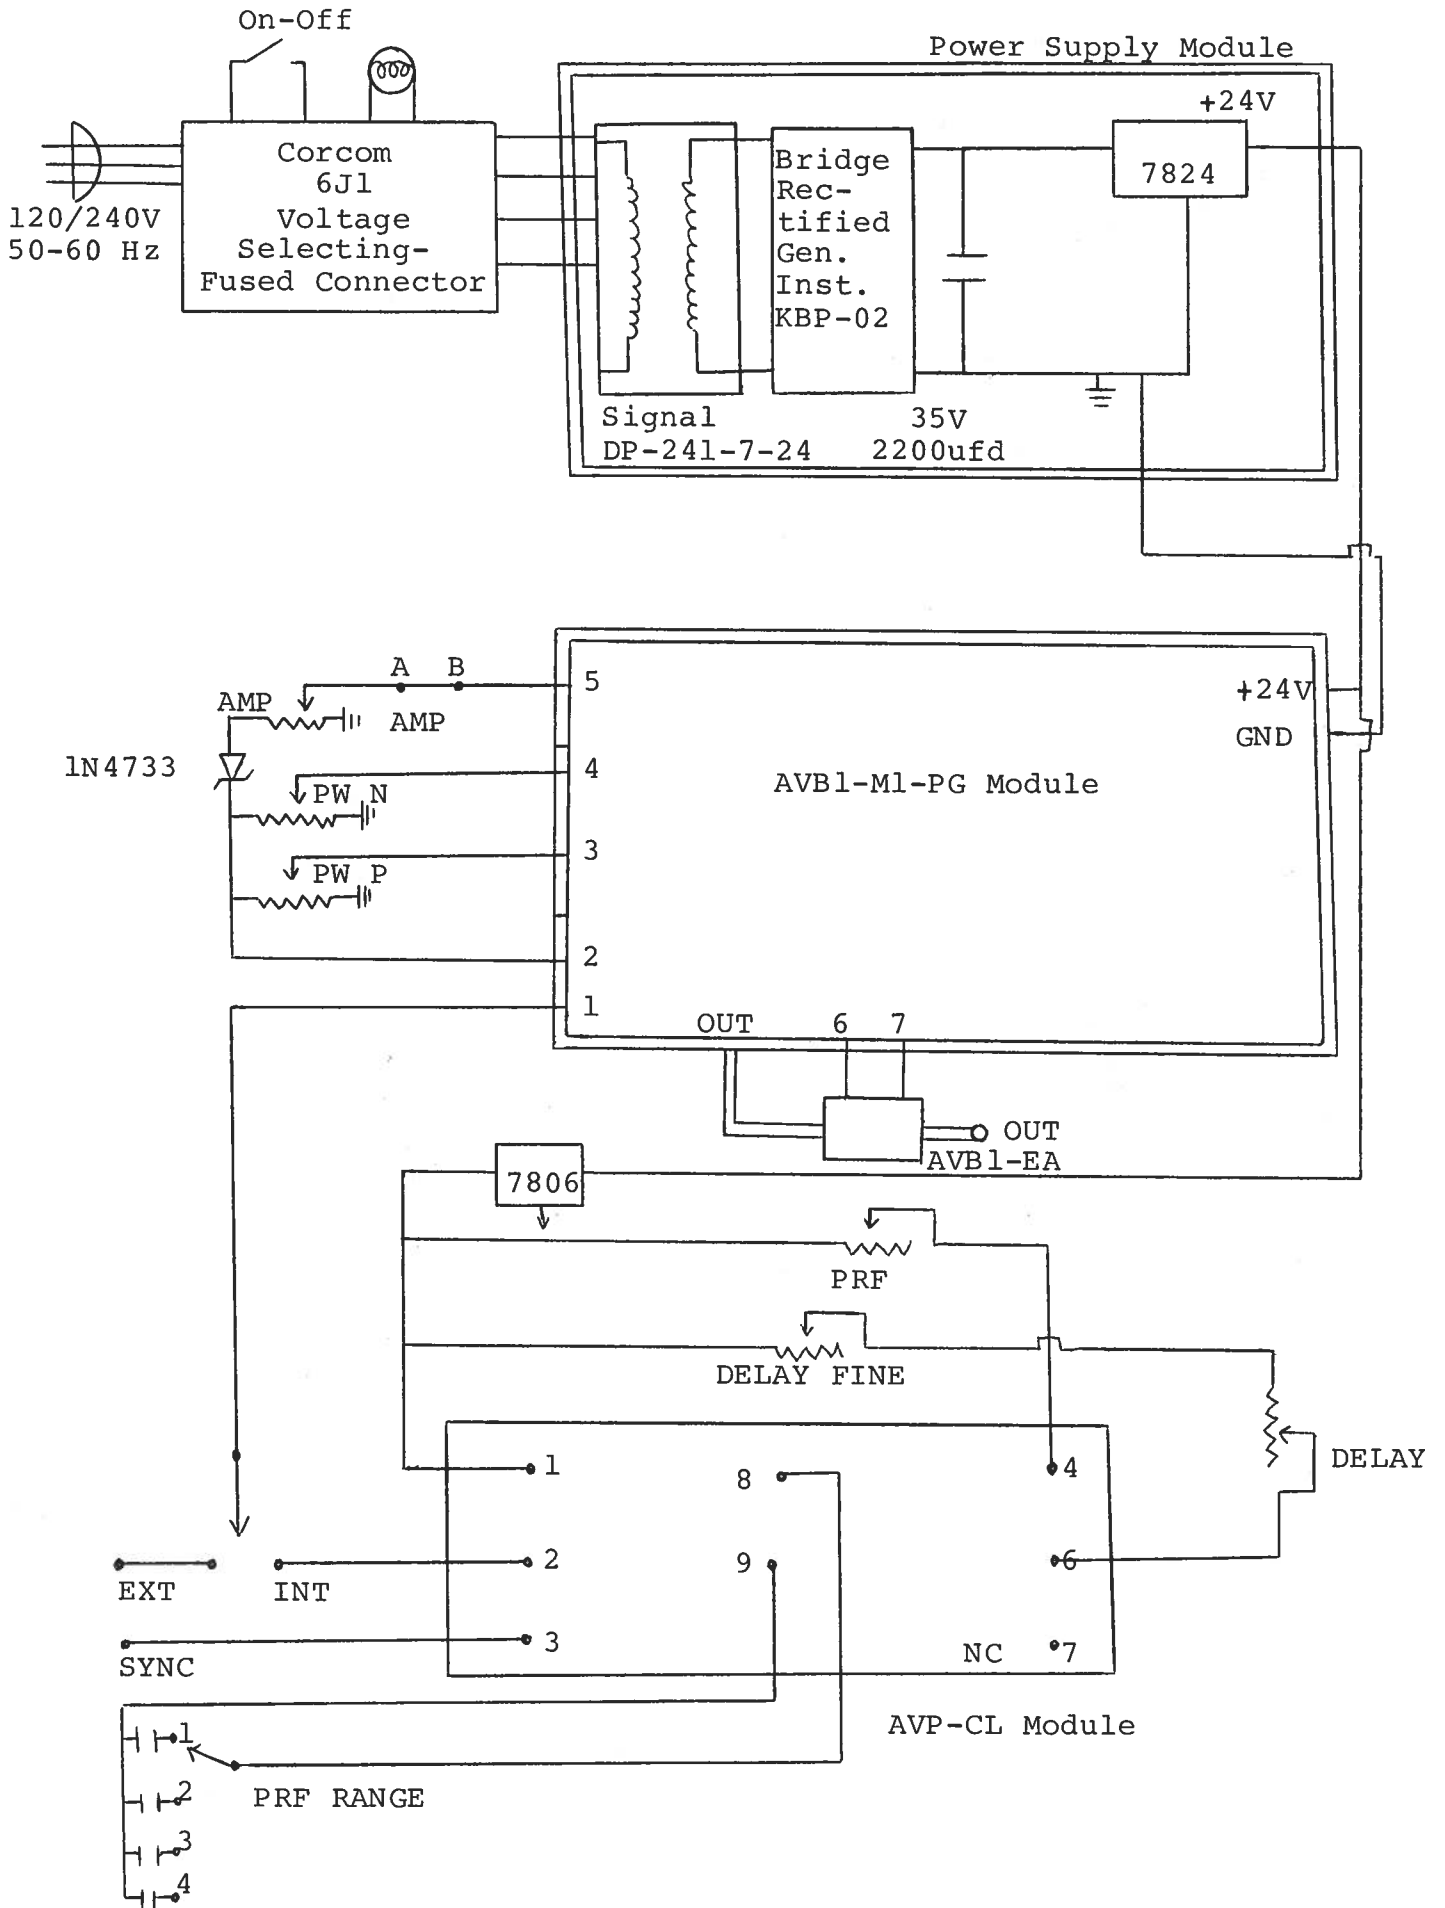 On-Off
Power Supply Module
+24V
Corcom
6J1
Voltage
Selecting-
Fused Connector
120/240V
50-60 Hz
Bridge
Rec-
tified
Gen.
Inst.
KBP-02
7824
Signal
DP-241-7-24
35V
2200ufd
A B
5
AMP
AMP
+24V
GND
1N4733
4
AVB1-M1-PG Module
PW N
3
PW P
2
1
OUT 6 7
OUT
AVB1-EA
7806
PRF
DELAY FINE
DELAY
1
8
4
2
9
6
EXT INT
3
NC 7
SYNC
AVP-CL Module
1
2
PRF RANGE
3
4